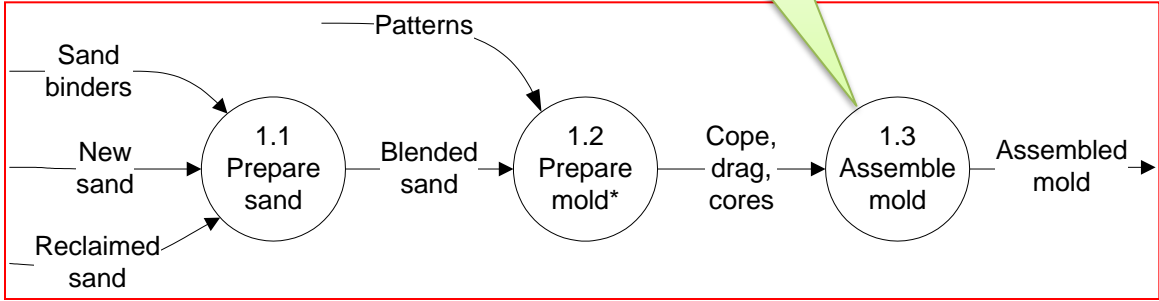 Patterns
Sand
binders
1.1
Prepare
sand
New
sand
Blended
sand
1.2
Prepare
mold*
Cope,
drag,
cores
1.3
Assemble
mold
Assembled
mold
Reclaimed
sand